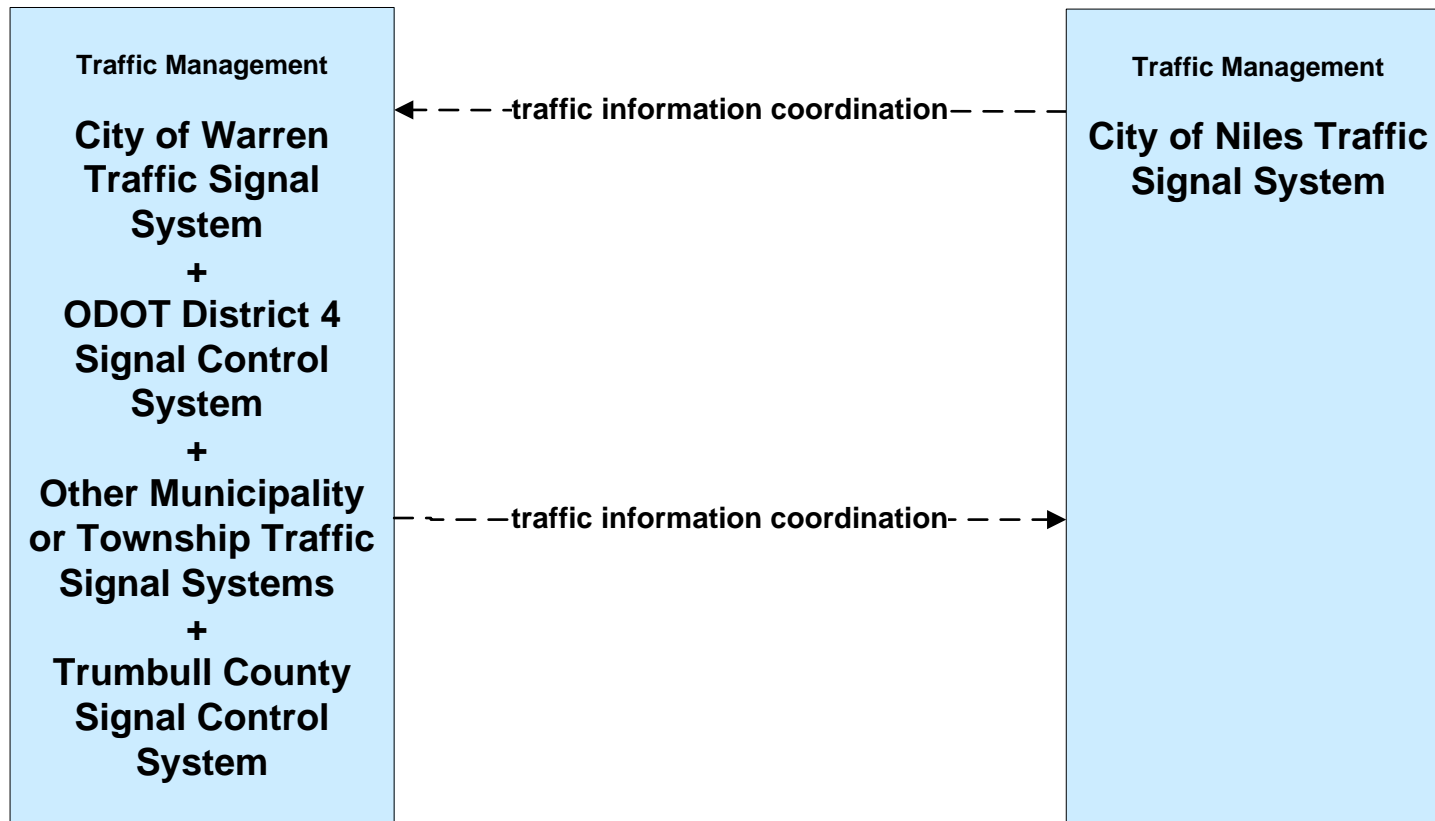 Traffic Management
City of Warren
Traffic Signal
System
+
ODOT District 4
Signal Control
System
+
Other Municipality
or Township Traffic
Signal Systems
+
Trumbull County
Signal Control
System
traffic information coordination
traffic information coordination
Traffic Management
City of Niles Traffic
Signal System